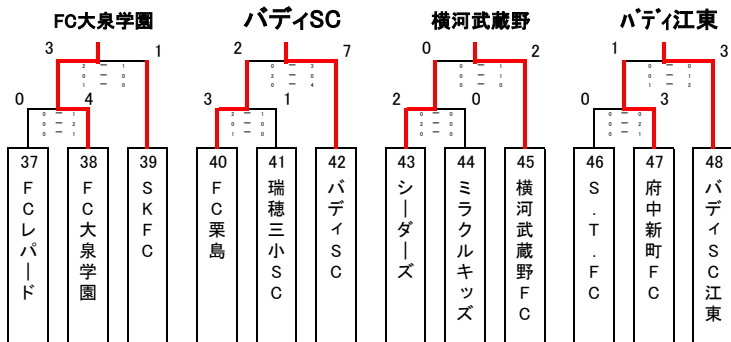 FC大泉学園
バディSC
横河武蔵野
バディ江東
3 1
2 7
0 2
1 3
0 4
3 1
2 0
0 3
37
FCレパード
38
FC大泉学園
39
SKFC
40
FC栗島
41
瑞穂三小SC
42
バディSC
43
シーダーズ
44
ミラクルキッズ
45
横河武蔵野FC
46
S.T.FC
47
府中新町FC
48
バディSC江東